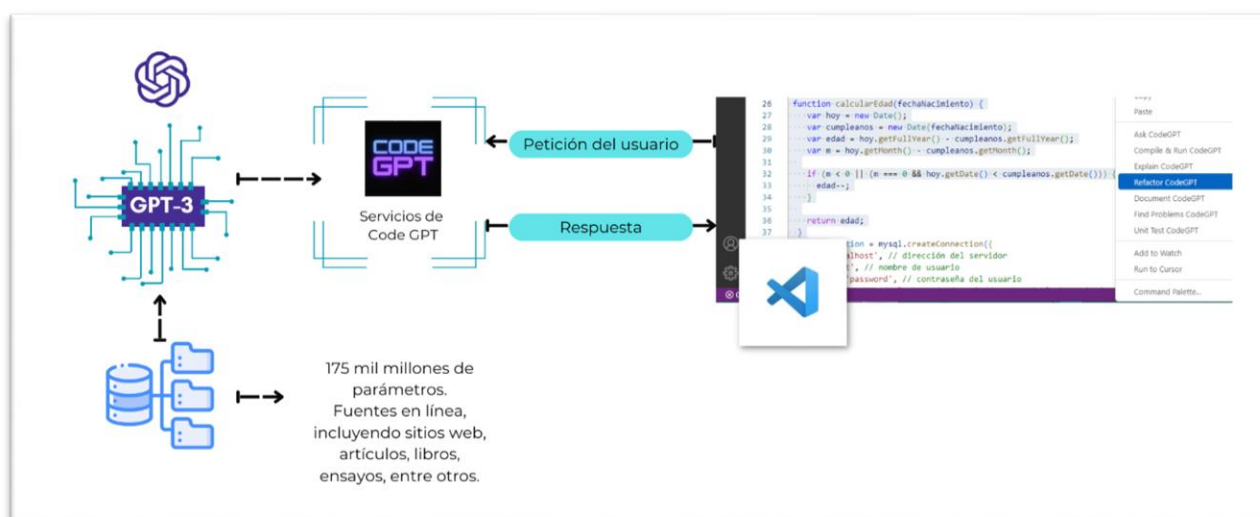 GPT-3
CODE
GPT
Servicios de
Code GPT
Petición del usuario
Respuesta
175 mil millones de
parámetros.
Fuentes en línea,
incluyendo sitios web,
artículos, libros,
ensayos, entre otros.
26 function calcularEdad(fechaNacimiento) {
27 var hoy = new Date();
28 var cumpleanos = new Date(fechaNacimiento);
29 var edad = hoy.getFullYear() - cumpleanos.getFullYear();
30 var m = hoy.getMonth() - cumpleanos.getMonth();
31
32 if (m < 0 || (m === 0 && hoy.getDate() < cumpleanos.getDate())) {
33 edad--;
34 }
35
36 return edad;
37 }
tion = mysql.createConnection({
alhost', // dirección del servidor
t', // nombre de usuario
password', // contraseña del usuario
Paste
Ask CodeGPT
Compile & Run CodeGPT
Explain CodeGPT
Refactor CodeGPT
Document CodeGPT
Find Problems CodeGPT
Unit Test CodeGPT
Add to Watch
Run to Cursor
Command Palette...